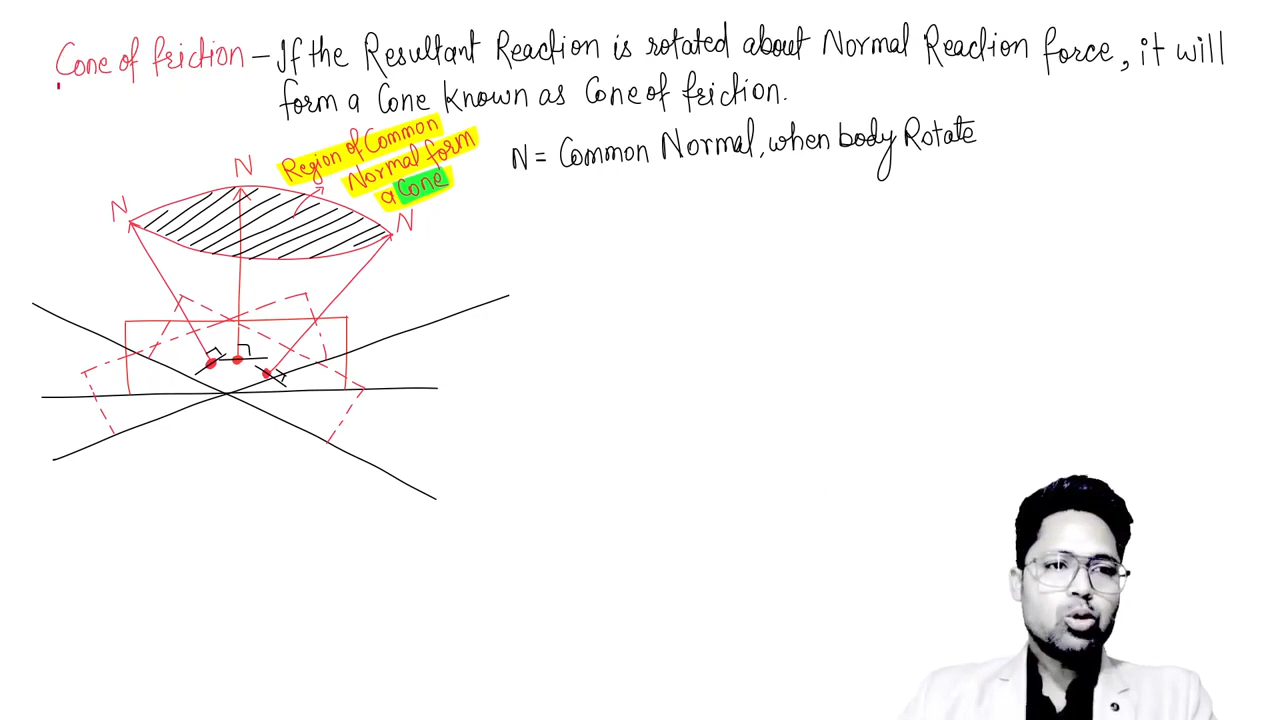 Cone of friction - If the Resultant Reaction is rotated about Normal Reaction force, it will
form a Cone known as Cone of friction.
Region of Common
Normal form
a Cone
N = Common Normal, when body Rotate
N
N
N